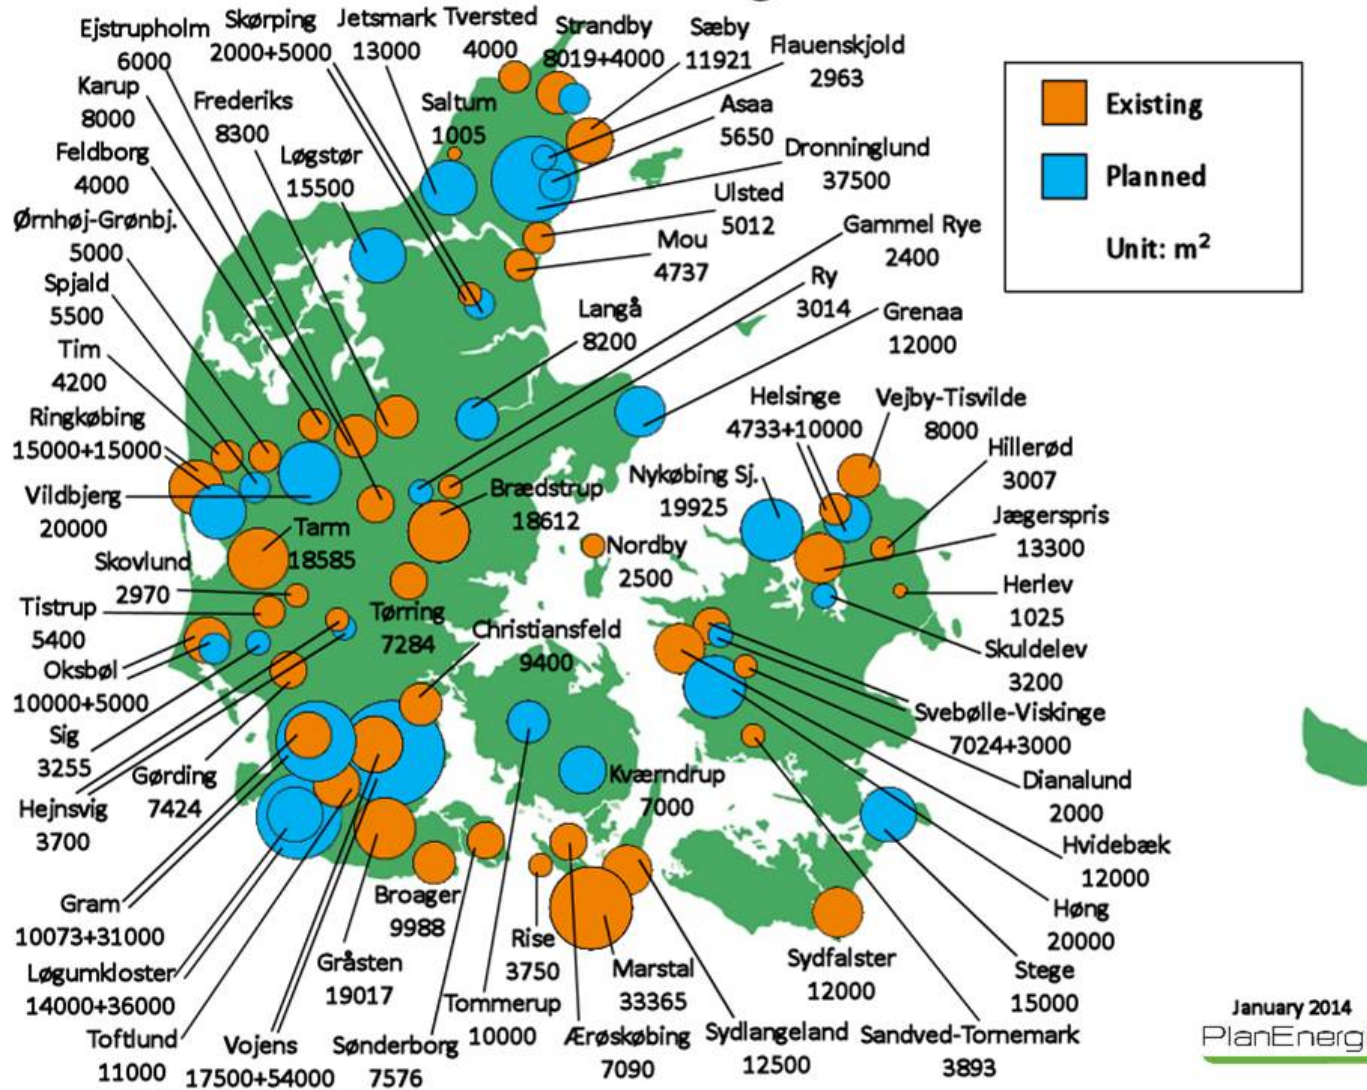 Ejstrupholm
6000
Skørping
2000+5000
Jetsmark
13000
Tversted
4000
Strandby
8019+4000
Sæby
11921
Flauenskjold
2963
Karup
8000
Frederiks
8300
Saltum
1005
Asaa
5650
Feldborg
4000
Løgstør
15500
Dronninglund
37500
Ørnhøj-Grønbj.
5000
Ulsted
5012
Mou
4737
Gammel Rye
2400
Spjald
5500
Langå
8200
Ry
3014
Grenaa
12000
Tim
4200
Ringkøbing
15000+15000
Helsinge
4733+10000
Vejby-Tisvilde
8000
Hillerød
3007
Vildbjerg
20000
Brædstrup
18612
Nykøbing Sj.
19925
Jægerspris
13300
Tarm
18585
Nordby
2500
Skovlund
2970
Herlev
1025
Tistrup
5400
Tørring
7284
Christiansfeld
9400
Skuldelev
3200
Oksbøl
10000+5000
Svebølle-Viskinge
7024+3000
Sig
3255
Gørding
7424
Kværndrup
7000
Dianalund
2000
Hejnsvig
3700
Hvidebæk
12000
Gram
10073+31000
Broager
9988
Høng
20000
Løgumkloster
14000+36000
Gråsten
19017
Rise
3750
Marstal
33365
Sydfalster
12000
Stege
15000
Toftlund
11000
Vojens
17500+54000
Sønderborg
7576
Tommerup
10000
Ærøskøbing
7090
Sydlangeland
12500
Sandved-Tornemark
3893
Existing
Planned
Unit: m²
January 2014
PlanEnerg